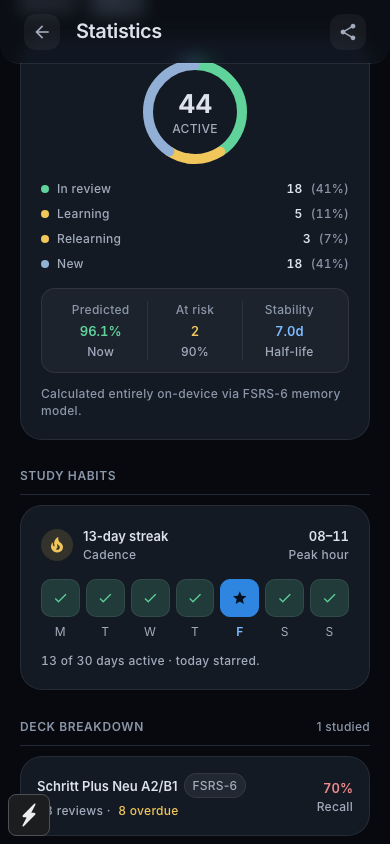 Statistics
44
ACTIVE
In review 18 (41%)
Learning 5 (11%)
Relearning 3 (7%)
New 18 (41%)
Predicted At risk Stability
96.1% 2 7.0d
Now 90% Half-life
Calculated entirely on-device via FSRS-6 memory
model.
STUDY HABITS
13-day streak 08–11
Cadence Peak hour
M T W T F S S
13 of 30 days active · today starred.
DECK BREAKDOWN 1 studied
Schritt Plus Neu A2/B1 FSRS-6 70%
reviews · 8 overdue Recall